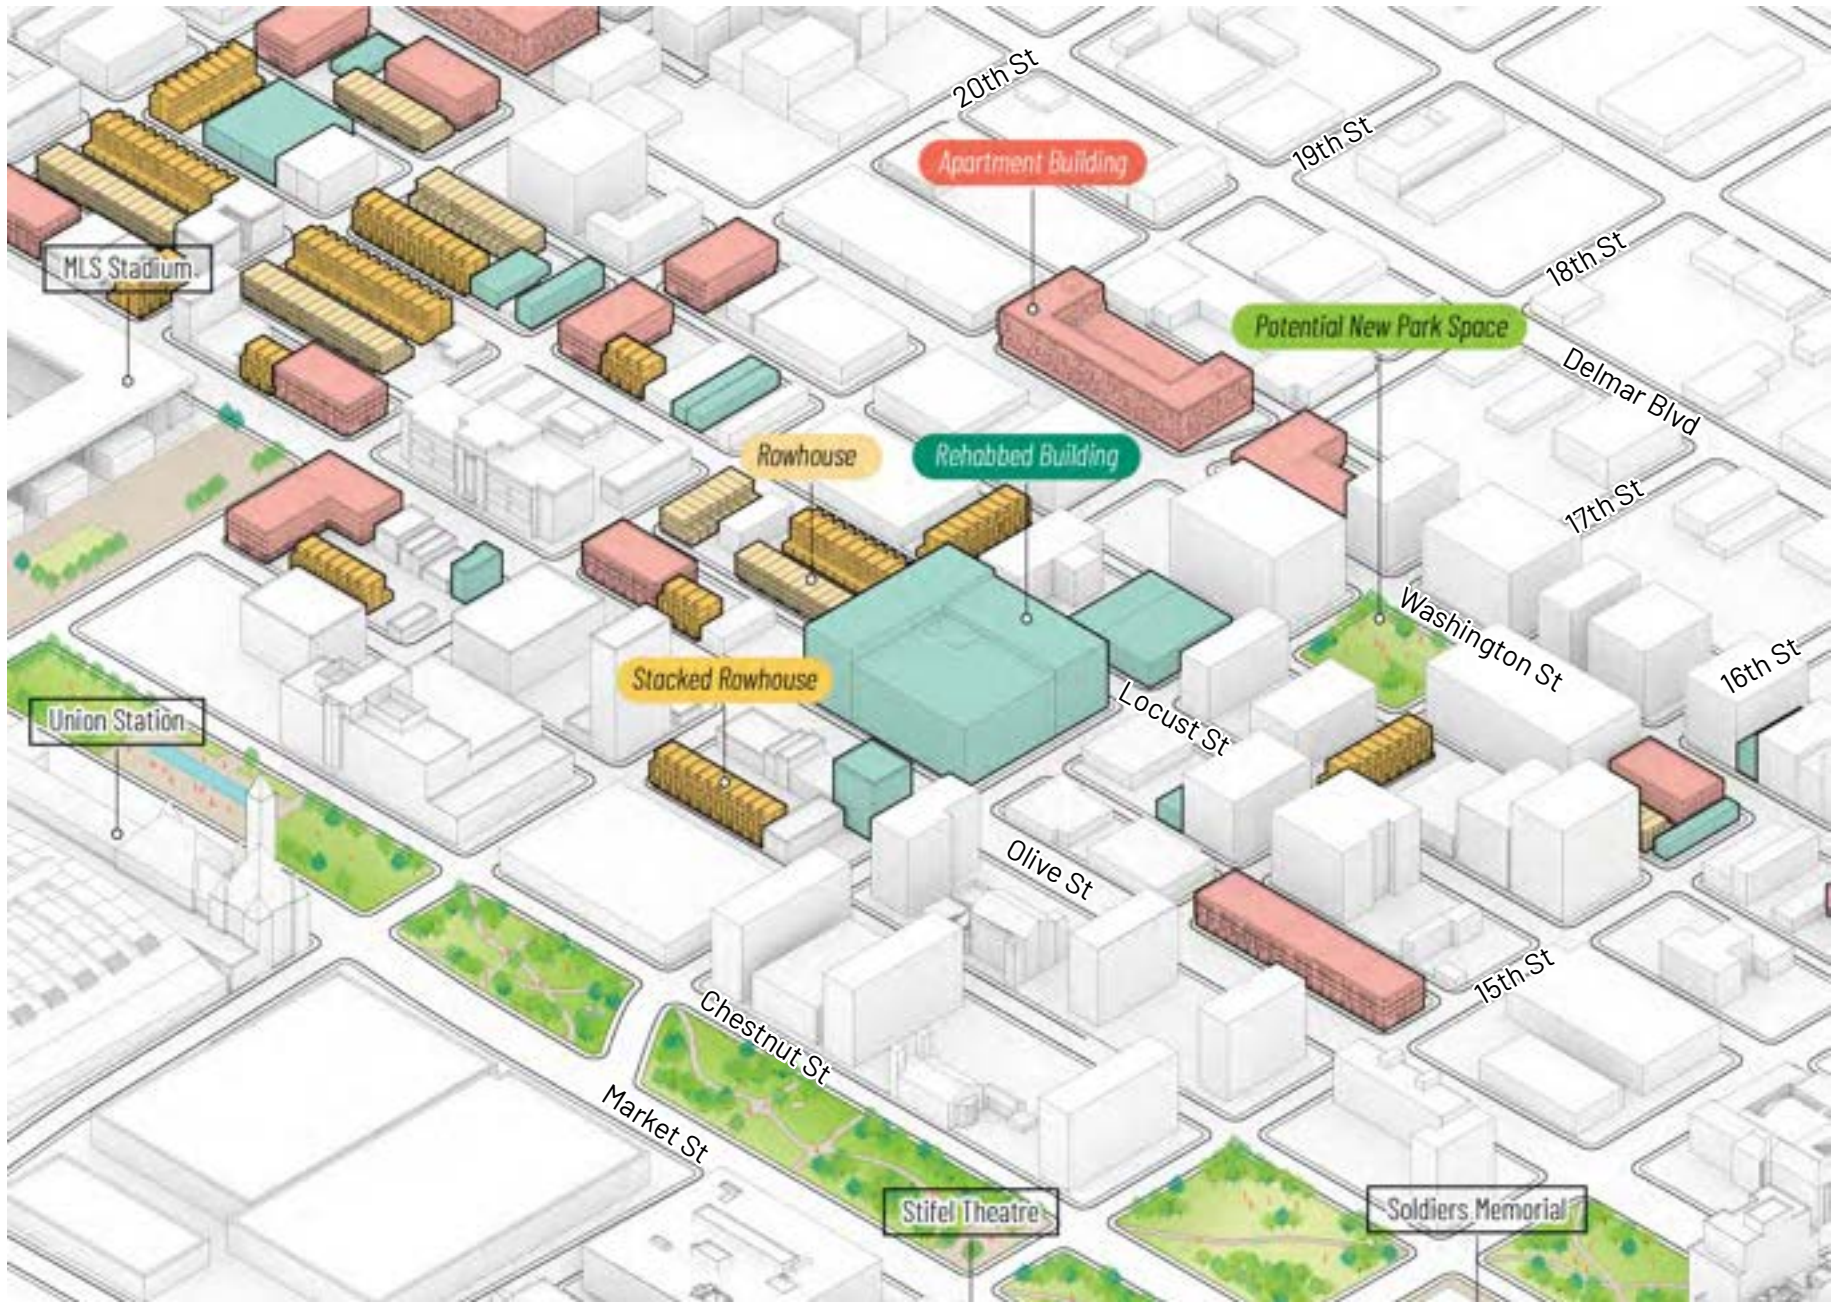 20th St
19th St
Apartment Building
18th St
MLS Stadium
Potential New Park Space
Delmar Blvd
Rowhouse
Rehabbed Building
17th St
Washington St
Stacked Rowhouse
16th St
Locust St
Union Station
Olive St
15th St
Chestnut St
Market St
Stifel Theatre
Soldiers Memorial